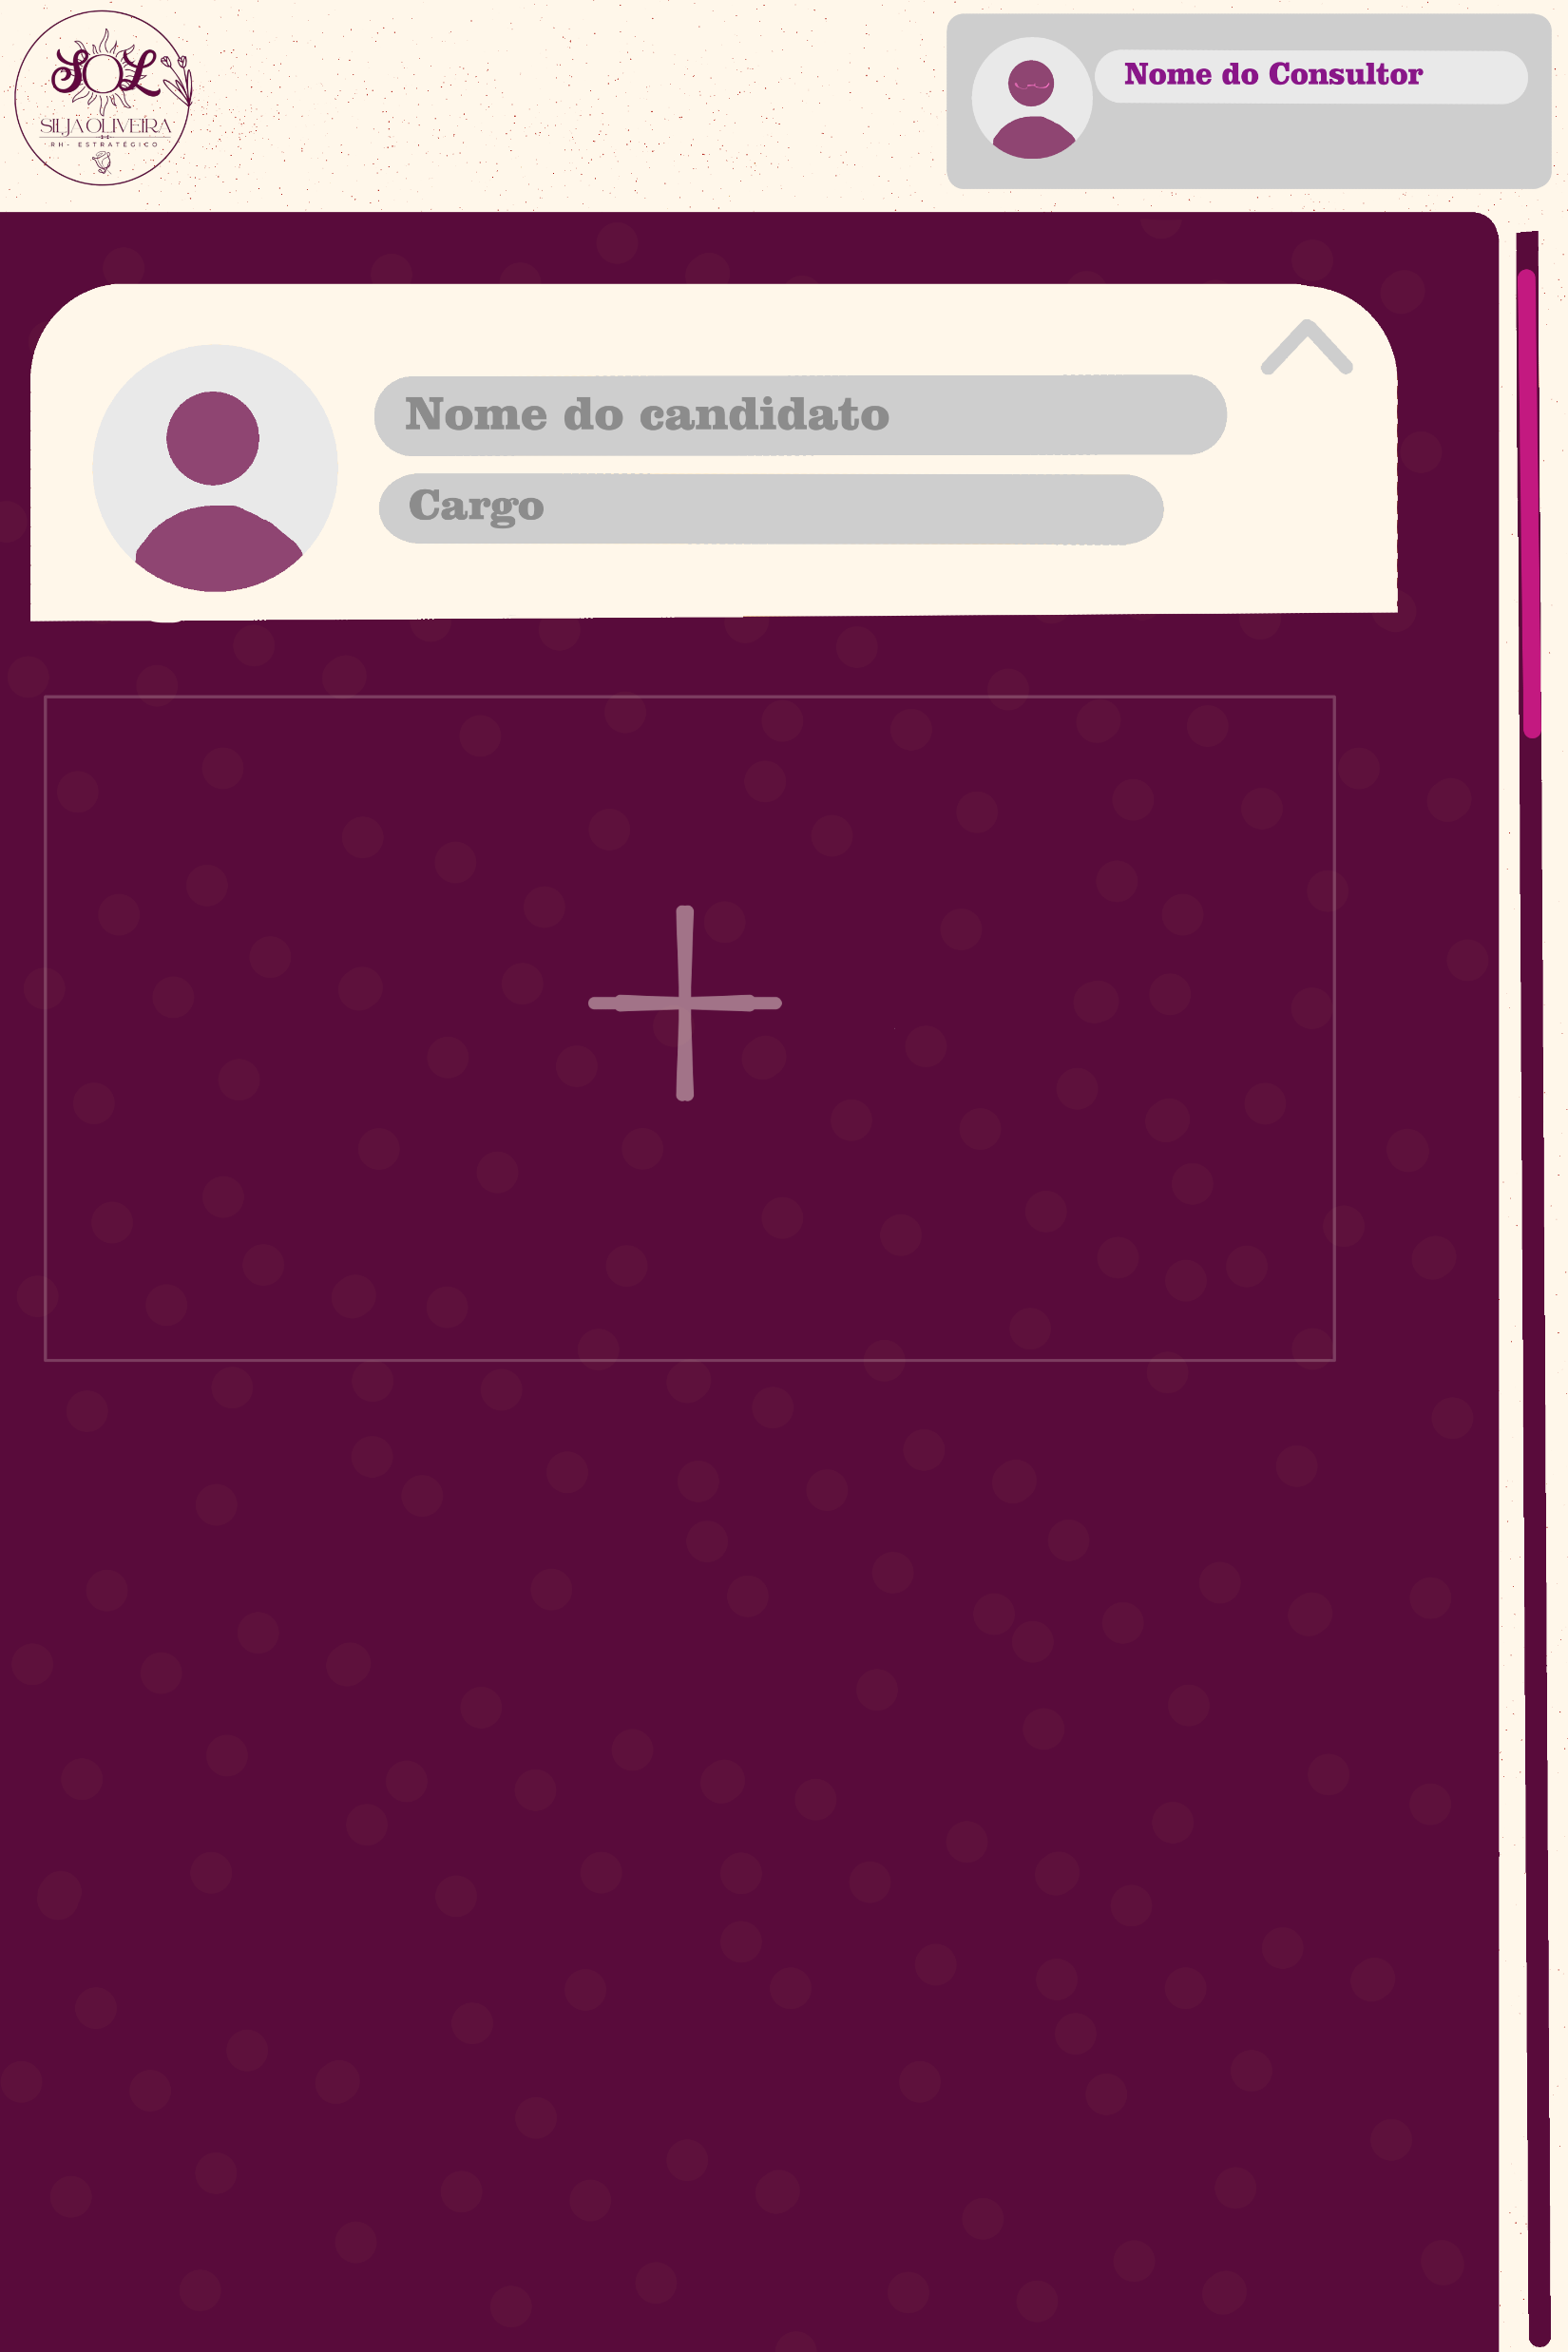 SOL
SILJA OLIVEIRA
RH- ESTRATÉGICO
Nome do Consultor
Nome do candidato
Cargo